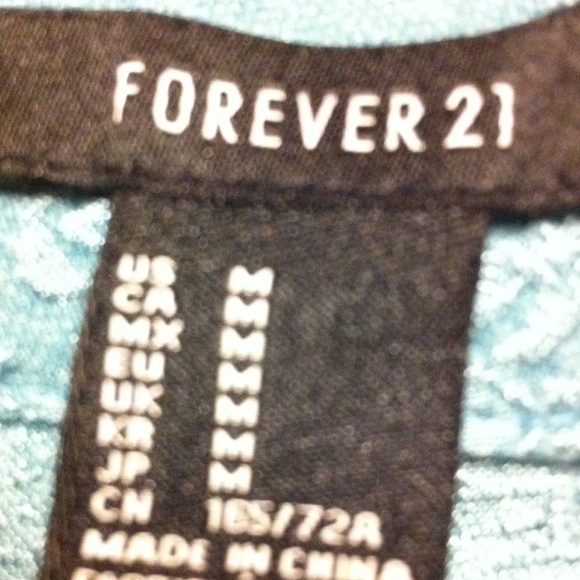 FOREVER 21
US M
CA M
MX M
EU M
UK M
KR M
JP M
CN 165/72A
MADE IN CHINA